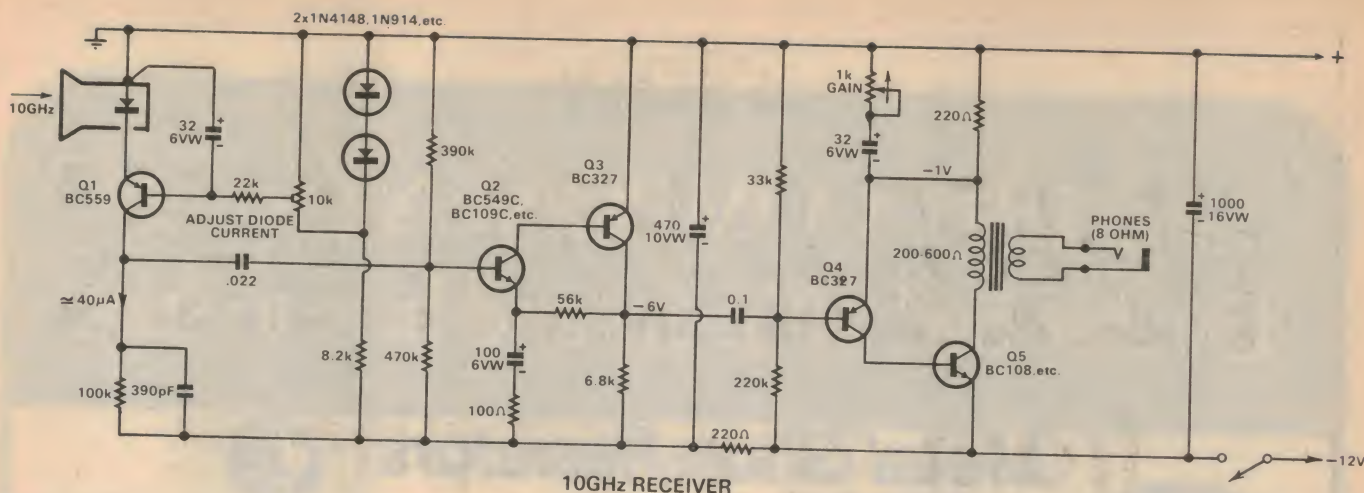 2x1N4148,1N914,etc.
+
10GHz
32
6VW
+
-
Q1
BC559
22k
10k
ADJUST DIODE
CURRENT
390k
Q2
BC549C,
BC109C,etc.
Q3
BC327
470
10VW
+
-
33k
1k
GAIN
32
6VW
+
-
220Ω
-1V
1000
16VW
+
-
PHONES
(8 OHM)
200-600Ω
.022
≃ 40µA
56k
-6V
0.1
Q4
BC327
Q5
BC108,etc.
100k
390pF
8.2k
470k
100
6VW
+
-
100Ω
6.8k
220k
220Ω
-12V
10GHz RECEIVER